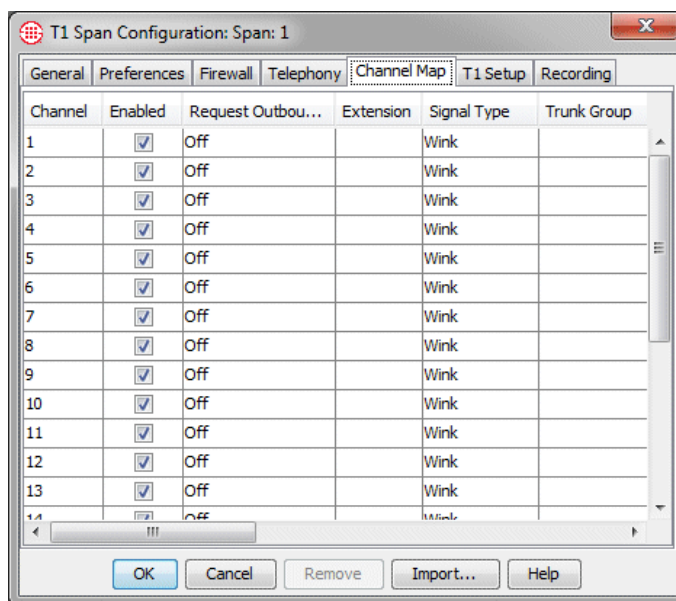 T1 Span Configuration: Span: 1
General Preferences Firewall Telephony Channel Map T1 Setup Recording
Channel Enabled Request Outbou... Extension Signal Type Trunk Group
1 Off Wink
2 Off Wink
3 Off Wink
4 Off Wink
5 Off Wink
6 Off Wink
7 Off Wink
8 Off Wink
9 Off Wink
10 Off Wink
11 Off Wink
12 Off Wink
13 Off Wink
14 Off Wink
OK Cancel Remove Import... Help